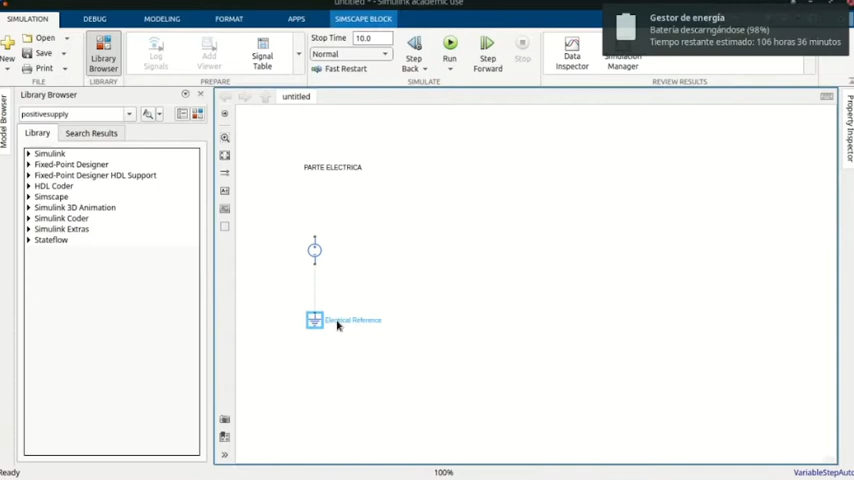 untitled * - Simulink academic use
SIMULATION
DEBUG
MODELING
FORMAT
APPS
SIMSCAPE BLOCK
Gestor de energía
Batería descargándose (98%)
Tiempo restante estimado: 106 horas 36 minutos
New
Open
Save
Print
FILE
Library
Browser
LIBRARY
Log
Signals
Add
Viewer
Signal
Table
PREPARE
Stop Time 10.0
Normal
Fast Restart
Step
Back
Run
Step
Forward
Stop
SIMULATE
Data
Inspector
Simulation
Manager
REVIEW RESULTS
Model Browser
Library Browser
positivesupply
Library
Search Results
Simulink
Fixed-Point Designer
Fixed-Point Designer HDL Support
HDL Coder
Simscape
Simulink 3D Animation
Simulink Coder
Simulink Extras
Stateflow
untitled
PARTE ELECTRICA
Electrical Reference
Property Inspector
Ready
100%
VariableStepAuto